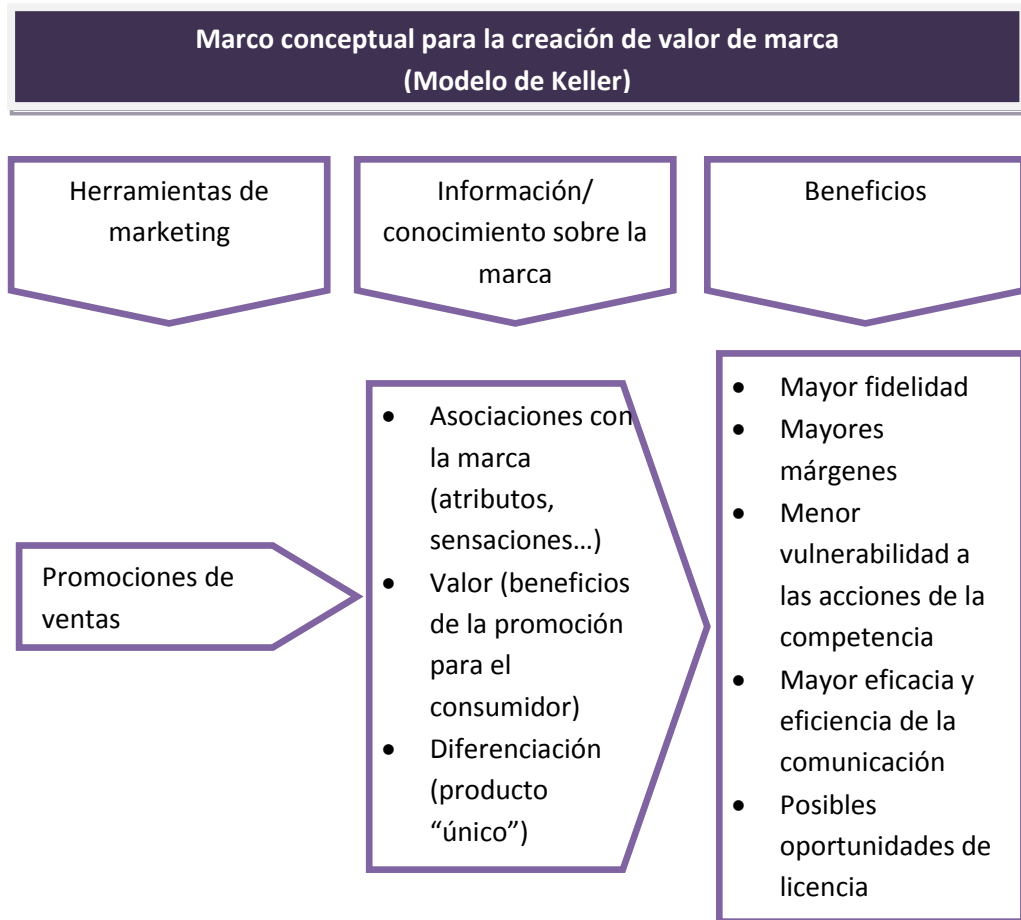 Marco conceptual para la creación de valor de marca
(Modelo de Keller)
Herramientas de
marketing
Información/
conocimiento sobre la
marca
Beneficios
Promociones de
ventas
• Asociaciones con
la marca
(atributos,
sensaciones…)
• Valor (beneficios
de la promoción
para el
consumidor)
• Diferenciación
(producto
“único”)
• Mayor fidelidad
• Mayores
márgenes
• Menor
vulnerabilidad a
las acciones de la
competencia
• Mayor eficacia y
eficiencia de la
comunicación
• Posibles
oportunidades de
licencia